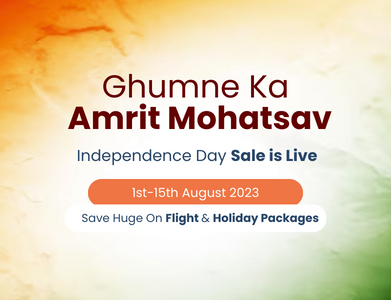 Ghumne Ka
Amrit Mohatsav
Independence Day Sale is Live
1st-15th August 2023
Save Huge On Flight & Holiday Packages